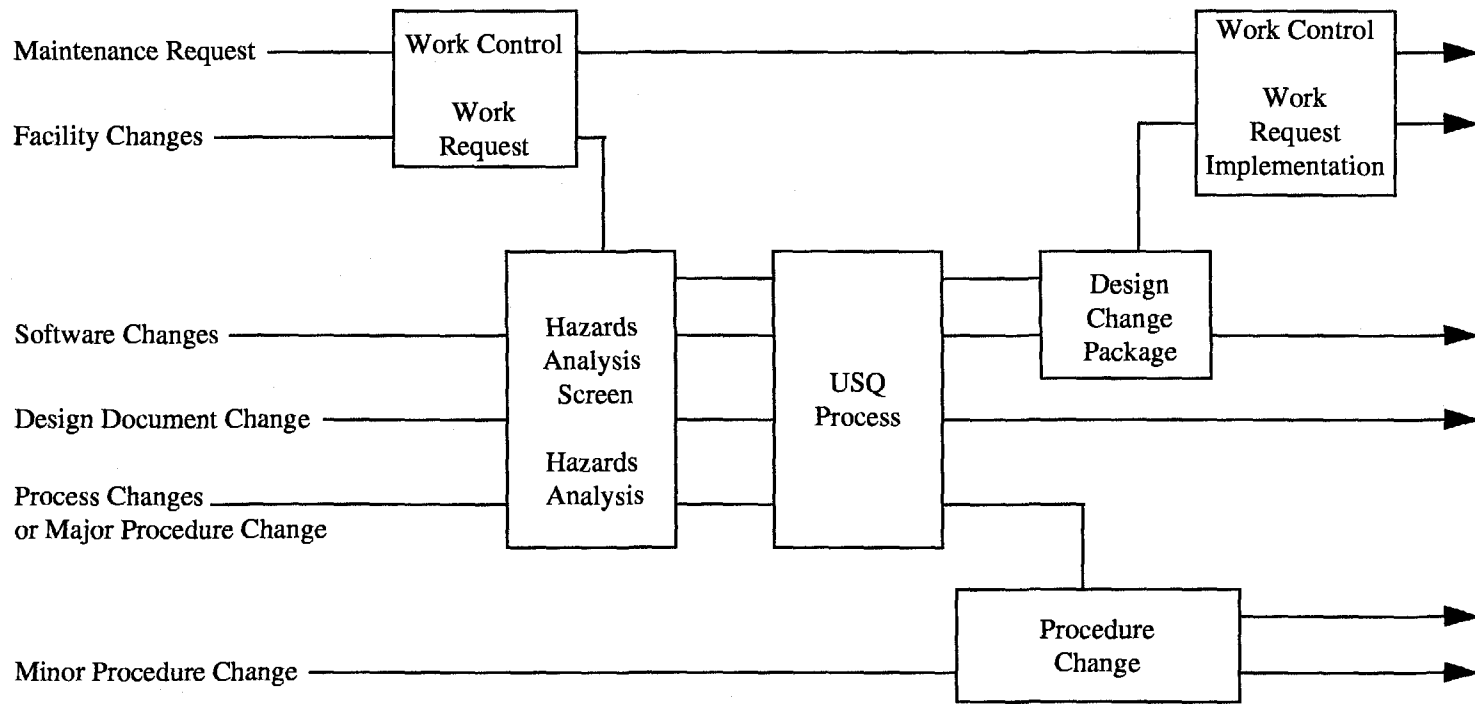 Maintenance Request
Facility Changes
Work Control
Work
Request
Work Control
Work
Request
Implementation
Software Changes
Design Document Change
Process Changes
or Major Procedure Change
Hazards
Analysis
Screen
Hazards
Analysis
USQ
Process
Design
Change
Package
Minor Procedure Change
Procedure
Change